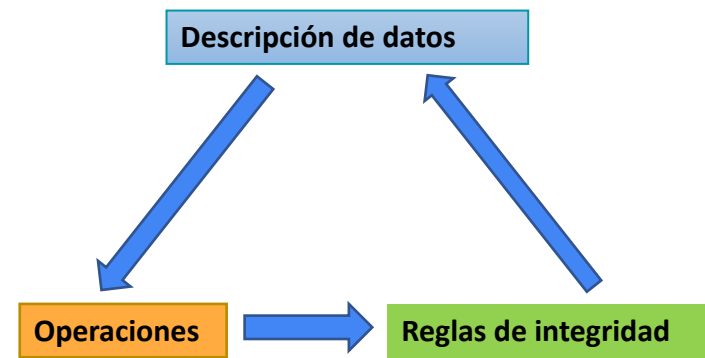 Descripción de datos
Operaciones
Reglas de integridad